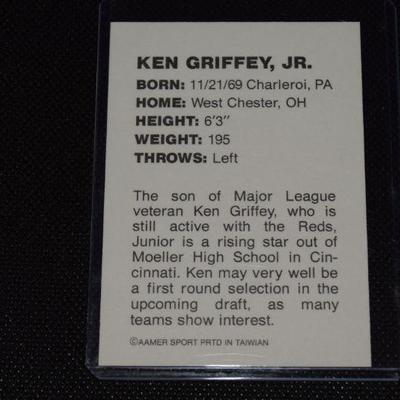 KEN GRIFFEY, JR.
BORN: 11/21/69 Charleroi, PA
HOME: West Chester, OH
HEIGHT: 6'3"
WEIGHT: 195
THROWS: Left
The son of Major League
veteran Ken Griffey, who is
still active with the Reds,
Junior is a rising star out of
Moeller High School in Cin-
cinnati. Ken may very well be
a first round selection in the
upcoming draft, as many
teams show interest.
©AAMER SPORT PRTD IN TAIWIAN